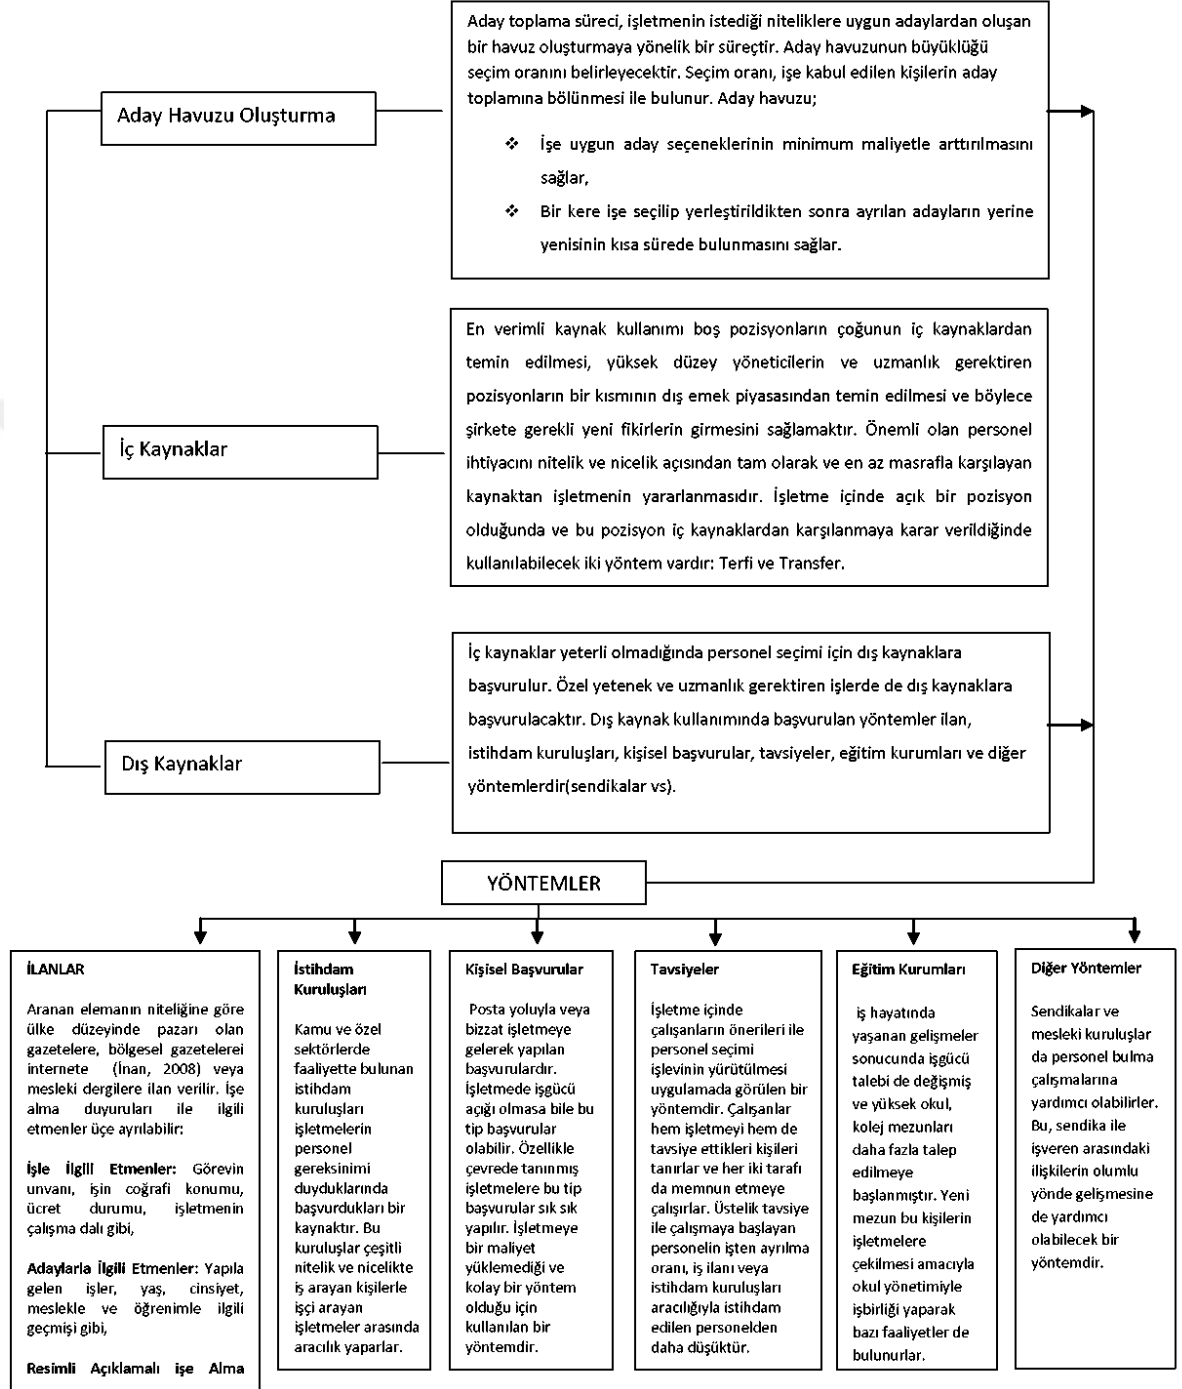 Aday toplama süreci, işletmenin istediği niteliklere uygun adaylardan oluşan
bir havuz oluşturmaya yönelik bir süreçtir. Aday havuzunun büyüklüğü
seçim oranını belirleyecektir. Seçim oranı, işe kabul edilen kişilerin aday
toplamına bölünmesi ile bulunur. Aday havuzu;
❖ İşe uygun aday seçeneklerinin minimum maliyetle arttırılmasını
sağlar,
❖ Bir kere işe seçilip yerleştirildikten sonra ayrılan adayların yerine
yenisinin kısa sürede bulunmasını sağlar.
Aday Havuzu Oluşturma
En verimli kaynak kullanımı boş pozisyonların çoğunun iç kaynaklardan
temin edilmesi, yüksek düzey yöneticilerin ve uzmanlık gerektiren
pozisyonların bir kısmının dış emek piyasasından temin edilmesi ve böylece
şirkete gerekli yeni fikirlerin girmesini sağlamaktır. Önemli olan personel
ihtiyacını nitelik ve nicelik açısından tam olarak ve en az masrafla karşılayan
kaynaktan işletmenin yararlanmasıdır. İşletme içinde açık bir pozisyon
olduğunda ve bu pozisyon iç kaynaklardan karşılanmaya karar verildiğinde
kullanılabilecek iki yöntem vardır: Terfi ve Transfer.
İç Kaynaklar
İç kaynaklar yeterli olmadığında personel seçimi için dış kaynaklara
başvurulur. Özel yetenek ve uzmanlık gerektiren işlerde de dış kaynaklara
başvurulacaktır. Dış kaynak kullanımında başvurulan yöntemler ilan,
istihdam kuruluşları, kişisel başvurular, tavsiyeler, eğitim kurumları ve diğer
yöntemlerdir(sendikalar vs).
Dış Kaynaklar
YÖNTEMLER
İLANLAR
Aranan elemanın niteliğine göre
ülke düzeyinde pazarı olan
gazetelere, bölgesel gazetelerei
internete (İnan, 2008) veya
mesleki dergilere ilan verilir. İşe
alma duyuruları ile ilgili
etmenler üçe ayrılabilir:
İşle İlgili Etmenler: Görevin
unvanı, işin coğrafi konumu,
ücret durumu, işletmenin
çalışma dalı gibi,
Adaylarla İlgili Etmenler: Yapıla
gelen işler, yaş, cinsiyet,
meslekle ve öğrenimle ilgili
geçmişi gibi,
Resimli Açıklamalı işe Alma
İstihdam
Kuruluşları
Kamu ve özel
sektörlerde
faaliyette bulunan
istihdam
kuruluşları
işletmelerin
personel
gereksinimi
duyduklarında
başvurdukları bir
kaynaktır. Bu
kuruluşlar çeşitli
nitelik ve nicelikte
iş arayan kişilerle
işçi arayan
işletmeler arasında
aracılık yaparlar.
Kişisel Başvurular
Posta yoluyla veya
bizzat işletmeye
gelerek yapılan
başvurulardır.
İşletmede işgücü
açığı olmasa bile bu
tip başvurular
olabilir. Özellikle
çevrede tanınmış
işletmelere bu tip
başvurular sık sık
yapılır. İşletmeye
bir maliyet
yüklemediği ve
kolay bir yöntem
olduğu için
kullanılan bir
yöntemdir.
Tavsiyeler
İşletme içinde
çalışanların önerileri ile
personel seçimi
işlevinin yürütülmesi
uygulamada görülen bir
yöntemdir. Çalışanlar
hem işletmeyi hem de
tavsiye ettikleri kişileri
tanırlar ve her iki tarafı
da memnun etmeye
çalışırlar. Üstelik tavsiye
ile çalışmaya başlayan
personelin işten ayrılma
oranı, iş ilanı veya
istihdam kuruluşları
aracılığıyla istihdam
edilen personelden
daha düşüktür.
Eğitim Kurumları
iş hayatında
yaşanan gelişmeler
sonucunda işgücü
talebi de değişmiş
ve yüksek okul,
kolej mezunları
daha fazla talep
edilmeye
başlanmıştır. Yeni
mezun bu kişilerin
işletmelere
çekilmesi amacıyla
okul yönetimiyle
işbirliği yaparak
bazı faaliyetler de
bulunurlar.
Diğer Yöntemler
Sendikalar ve
mesleki kuruluşlar
da personel bulma
çalışmalarına
yardımcı olabilirler.
Bu, sendika ile
işveren arasındaki
ilişkilerin olumlu
yönde gelişmesine
de yardımcı
olabilecek bir
yöntemdir.